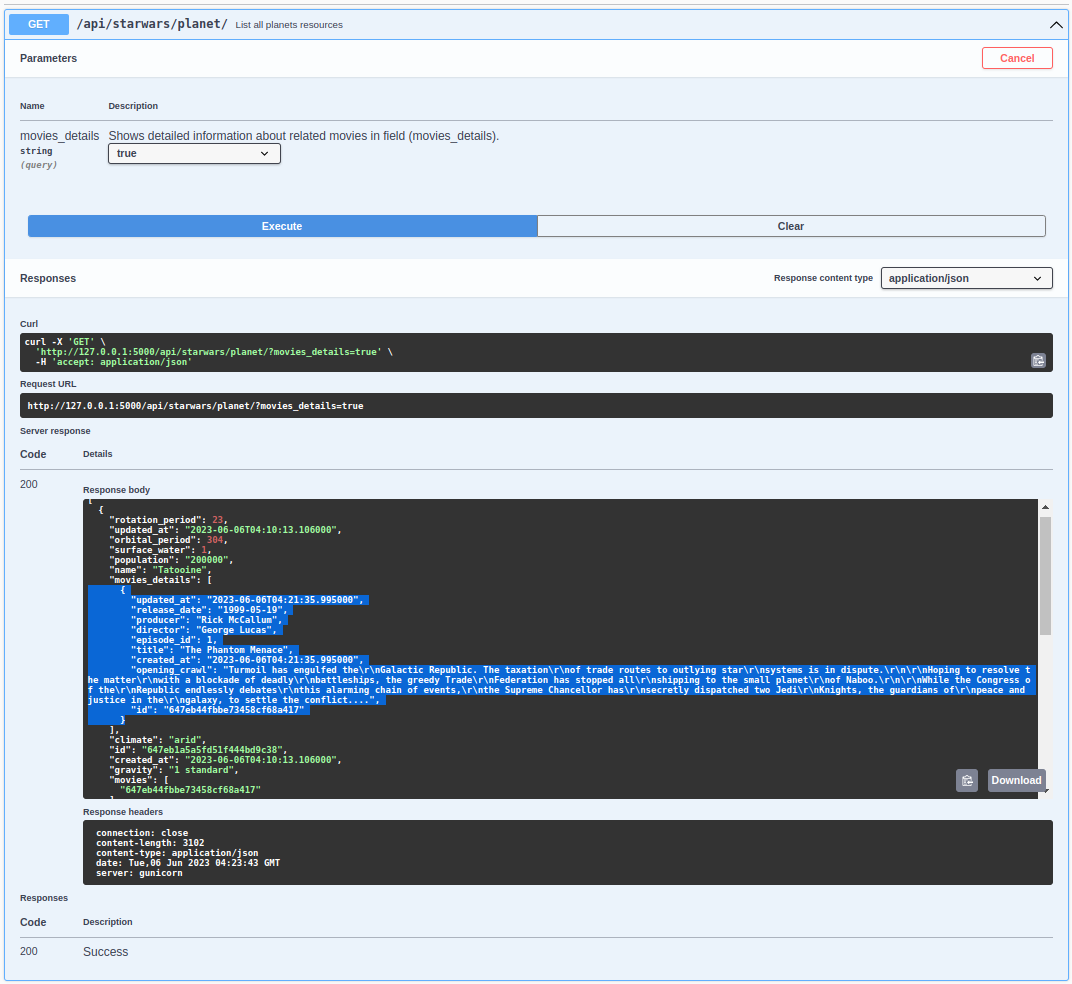 GET /api/starwars/planet/ List all planets resources
Parameters
Cancel
Name Description
movies_details Shows detailed information about related movies in field (movies_details).
string
true
(query)
Execute Clear
Responses Response content type application/json
Curl
curl -X 'GET' \
'http://127.0.0.1:5000/api/starwars/planet/?movies_details=true' \
-H 'accept: application/json'
Request URL
http://127.0.0.1:5000/api/starwars/planet/?movies_details=true
Server response
Code Details
200
Response body
[
{
"rotation_period": 23,
"updated_at": "2023-06-06T04:10:13.106000",
"orbital_period": 304,
"surface_water": 1,
"population": "200000",
"name": "Tatooine",
"movies_details": [
{
"updated_at": "2023-06-06T04:21:35.995000",
"release_date": "1999-05-19",
"producer": "Rick McCallum",
"director": "George Lucas",
"episode_id": 1,
"title": "The Phantom Menace",
"created_at": "2023-06-06T04:21:35.995000",
"opening_crawl": "Turmoil has engulfed the\r\nGalactic Republic. The taxation\r\nof trade routes to outlying star\r\nsystems is in dispute.\r\n\r\nHoping to resolve t
he matter\r\nwith a blockade of deadly\r\nbattleships, the greedy Trade\r\nFederation has stopped all\r\nshipping to the small planet\r\nof Naboo.\r\n\r\nWhile the Congress o
f the\r\nRepublic endlessly debates\r\nthis alarming chain of events,\r\nthe Supreme Chancellor has\r\nsecretly dispatched two Jedi\r\nKnights, the guardians of\r\npeace and
justice in the\r\ngalaxy, to settle the conflict....",
"id": "647eb44fbbe73458cf68a417"
}
],
"climate": "arid",
"id": "647eb1a5a5fd51f444bd9c38",
"created_at": "2023-06-06T04:10:13.106000",
"gravity": "1 standard",
"movies": [
"647eb44fbbe73458cf68a417"
Download
Response headers
connection: close
content-length: 3102
content-type: application/json
date: Tue,06 Jun 2023 04:23:43 GMT
server: gunicorn
Responses
Code Description
200 Success